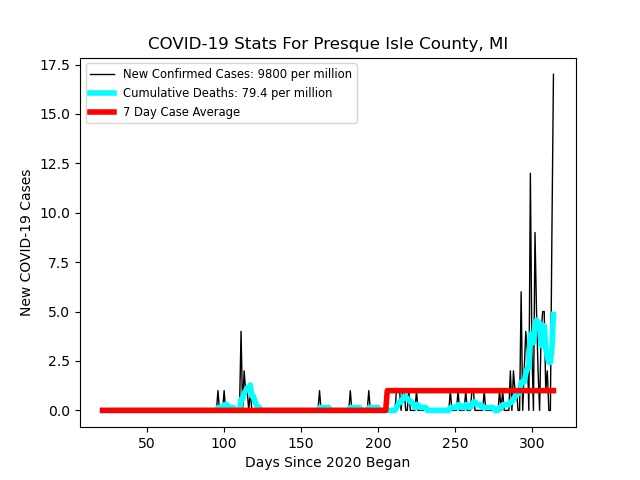 COVID-19 Stats For Presque Isle County, MI
New Confirmed Cases: 9800 per million
Cumulative Deaths: 79.4 per million
7 Day Case Average
17.5
15.0
12.5
10.0
7.5
5.0
2.5
0.0
New COVID-19 Cases
50 100 150 200 250 300
Days Since 2020 Began